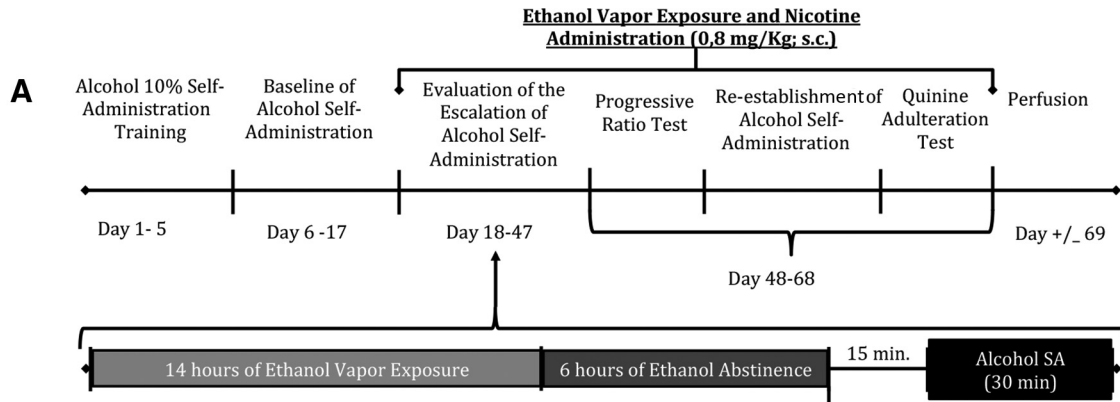 Ethanol Vapor Exposure and Nicotine
Administration (0,8 mg/Kg; s.c.)
A
Alcohol 10% Self-
Administration
Training
Baseline of
Alcohol Self-
Administration
Evaluation of the
Escalation of
Alcohol Self-
Administration
Progressive
Ratio Test
Re-establishment of
Alcohol Self-
Administration
Quinine
Adulteration
Test
Perfusion
Day 1- 5
Day 6 -17
Day 18-47
Day 48-68
Day +/_ 69
14 hours of Ethanol Vapor Exposure
6 hours of Ethanol Abstinence
15 min.
Alcohol SA
(30 min)